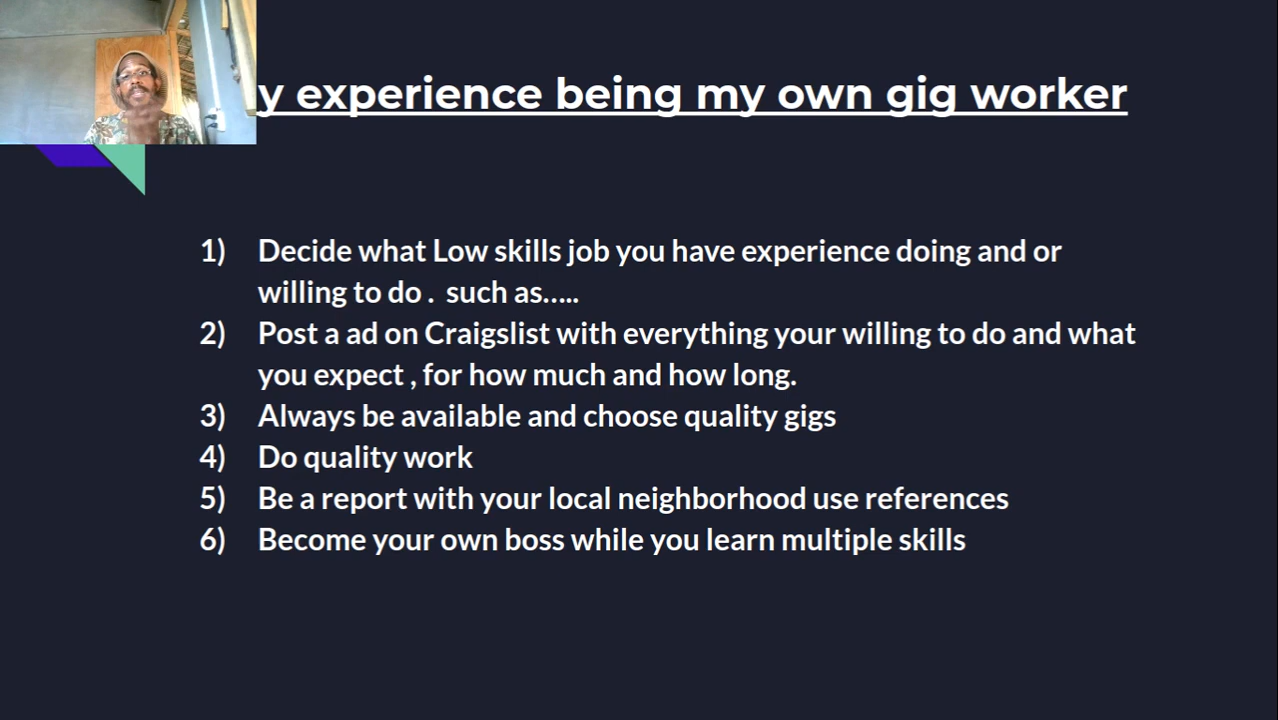 y experience being my own gig worker
1) Decide what Low skills job you have experience doing and or
willing to do . such as.....
2) Post a ad on Craigslist with everything your willing to do and what
you expect , for how much and how long.
3) Always be available and choose quality gigs
4) Do quality work
5) Be a report with your local neighborhood use references
6) Become your own boss while you learn multiple skills